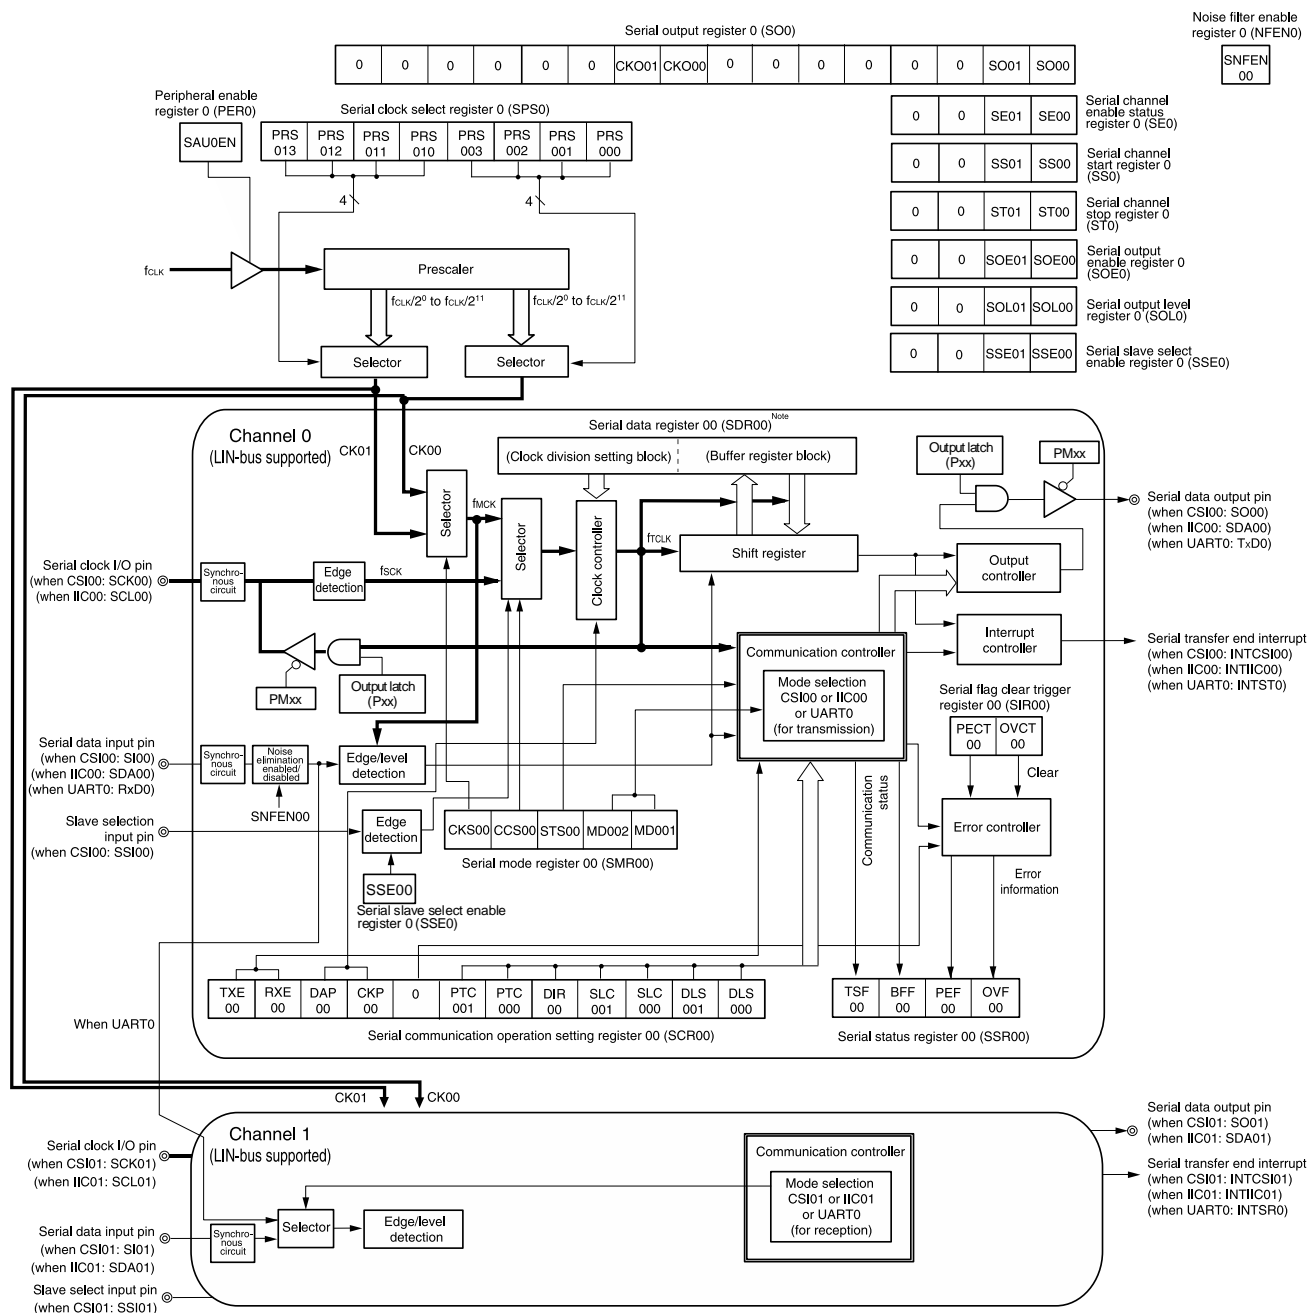 Serial output register 0 (SO0)
0 0 0 0 0 0 CKO01 CKO00 0 0 0 0 0 0 SO01 SO00
Noise filter enable
register 0 (NFEN0)
SNFEN
00
Peripheral enable
register 0 (PER0)
SAU0EN
Serial clock select register 0 (SPS0)
PRS PRS PRS PRS PRS PRS PRS PRS
013 012 011 010 003 002 001 000
4
4
0 0 SE01 SE00
Serial channel
enable status
register 0 (SE0)
0 0 SS01 SS00
Serial channel
start register 0
(SS0)
0 0 ST01 ST00
Serial channel
stop register 0
(ST0)
0 0 SOE01 SOE00
Serial output
enable register 0
(SOE0)
0 0 SOL01 SOL00
Serial output level
register 0 (SOL0)
0 0 SSE01 SSE00
Serial slave select
enable register 0 (SSE0)
fCLK
Prescaler
fCLK/2⁰ to fCLK/2¹¹
fCLK/2⁰ to fCLK/2¹¹
Selector
Selector
Channel 0
(LIN-bus supported)
CK01
CK00
Serial data register 00 (SDR00)Note
(Clock division setting block)
(Buffer register block)
Selector
fMCK
Selector
Clock controller
fTCLK
Shift register
Output latch
(Pxx)
PMxx
Serial data output pin
(when CSI00: SO00)
(when IIC00: SDA00)
(when UART0: TxD0)
Serial clock I/O pin
(when CSI00: SCK00)
(when IIC00: SCL00)
Synchro-
nous
circuit
Edge
detection
fSCK
Output
controller
Interrupt
controller
Serial transfer end interrupt
(when CSI00: INTCSI00)
(when IIC00: INTIIC00)
(when UART0: INTST0)
PMxx
Output latch
(Pxx)
Communication controller
Mode selection
CSI00 or IIC00
or UART0
(for transmission)
Serial flag clear trigger
register 00 (SIR00)
PECT OVCT
00 00
Clear
Serial data input pin
(when CSI00: SI00)
(when IIC00: SDA00)
(when UART0: RxD0)
Synchro-
nous
circuit
Noise
elimination
enabled/
disabled
SNFEN00
Edge/level
detection
Slave selection
input pin
(when CSI00: SSI00)
Edge
detection
SSE00
Serial slave select enable
register 0 (SSE0)
CKS00 CCS00 STS00 MD002 MD001
Serial mode register 00 (SMR00)
Communication
status
Error controller
Error
information
When UART0
TXE RXE DAP CKP 0 PTC PTC DIR SLC SLC DLS DLS
00 00 00 00 001 000 00 001 000 001 000
Serial communication operation setting register 00 (SCR00)
TSF BFF PEF OVF
00 00 00 00
Serial status register 00 (SSR00)
CK01
CK00
Channel 1
(LIN-bus supported)
Serial clock I/O pin
(when CSI01: SCK01)
(when IIC01: SCL01)
Communication controller
Mode selection
CSI01 or IIC01
or UART0
(for reception)
Serial data output pin
(when CSI01: SO01)
(when IIC01: SDA01)
Serial transfer end interrupt
(when CSI01: INTCSI01)
(when IIC01: INTIIC01)
(when UART0: INTSR0)
Serial data input pin
(when CSI01: SI01)
(when IIC01: SDA01)
Synchro-
nous
circuit
Selector
Edge/level
detection
Slave select input pin
(when CSI01: SSI01)